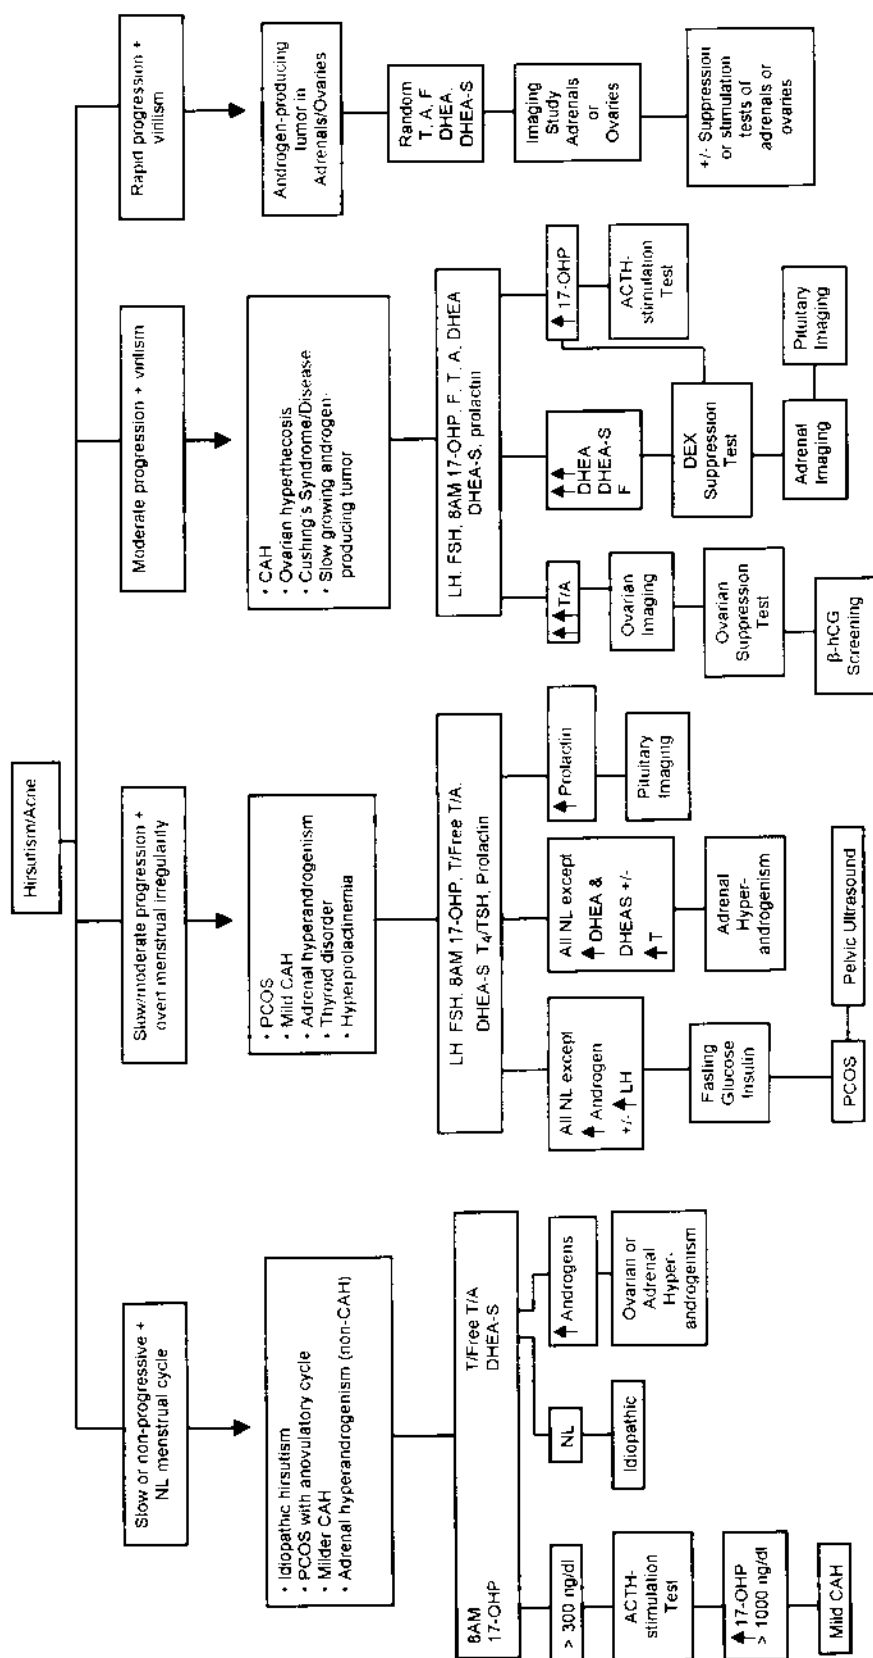 Hirsutism/Acne
Slow or non-progressive +
NL menstrual cycle
• Idiopathic hirsutism
• PCOS with anovulatory cycle
• Milder CAH
• Adrenal hyperandrogenism (non-CAH)
8AM
17-OHP
T/Free T/A
DHEA-S
> 300 ng/dl
ACTH-
stimulation
Test
↑17-OHP
> 1000 ng/dl
Mild CAH
NL
Idiopathic
↑ Androgens
Ovarian or
Adrenal
Hyper-
androgenism
Slow/moderate progression +
overt menstrual irregularity
• PCOS
• Mild CAH
• Adrenal hyperandrogenism
• Thyroid disorder
• Hyperprolactinemia
LH FSH, 8AM 17-OHP, T/Free T/A.
DHEA-S T4/TSH, Prolactin
All NL except
↑ Androgen
+/- ↑ LH
Fasting
Glucose
Insulin
PCOS
Pelvic Ultrasound
All NL except
↑ DHEA &
DHEAS +/-
↑ T
Adrenal
Hyper-
androgenism
↑ Prolactin
Pituitary
Imaging
Moderate progression + virilism
• CAH
• Ovarian hyperthecosis
• Cushing's Syndrome/Disease
• Slow growing androgen-
producing tumor
LH, FSH, 8AM 17-OHP, F, T, A, DHEA
DHEA-S, prolactin
↑ ↑ T/A
Ovarian
Imaging
Ovarian
Suppression
Test
β-hCG
Screening
↑ ↑
DHEA
DHEA-S
F
DEX
Suppression
Test
Adrenal
Imaging
Pituitary
Imaging
↑ 17-OHP
ACTH-
stimulation
Test
Rapid progression +
virilism
Androgen-producing
tumor in
Adrenals/Ovaries
Random
T, A, F
DHEA,
DHEA-S
Imaging
Study
Adrenals
or
Ovaries
+/- Suppression
or stimulation
tests of
adrenals or
ovaries